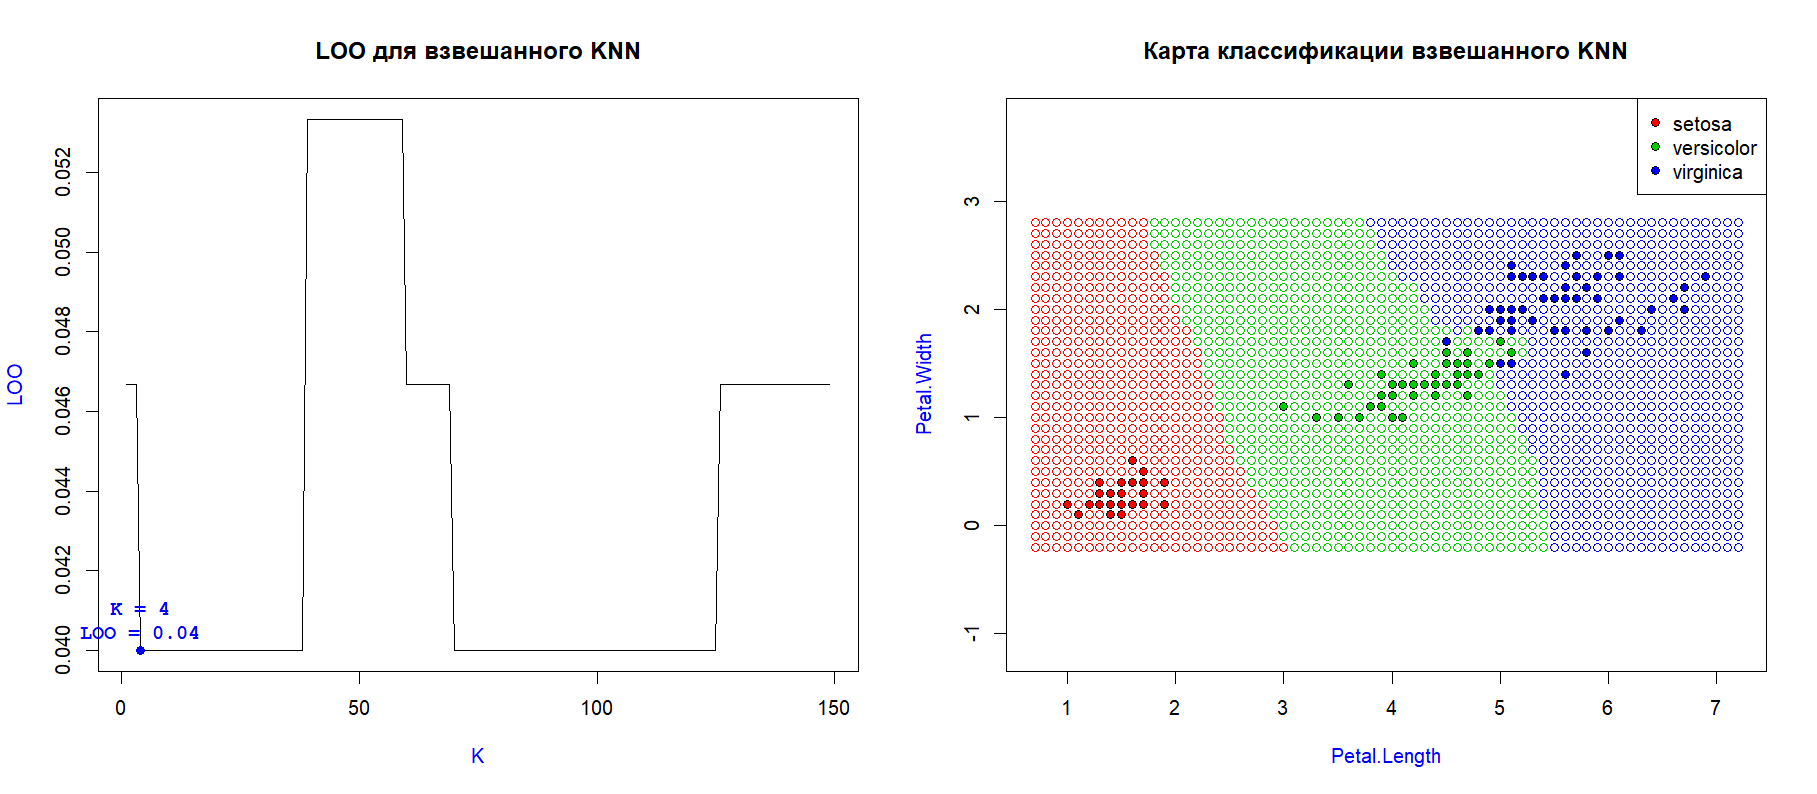 LOO для взвешанного KNN
0.052
0.050
0.048
0.046
0.044
0.042
0.040
LOO
K = 4
LOO = 0.04
0 50 100 150
K
Карта классификации взвешанного KNN
setosa
versicolor
virginica
3
2
1
0
-1
Petal.Width
1 2 3 4 5 6 7
Petal.Length